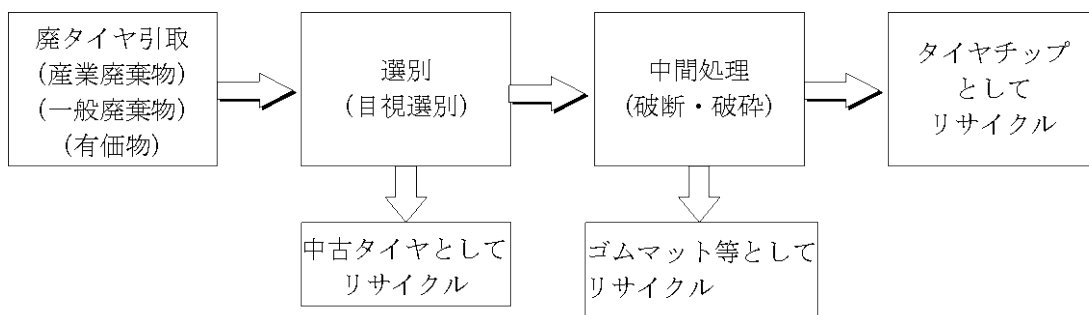 廃タイヤ引取
(産業廃棄物)
(一般廃棄物)
(有価物)
選別
(目視選別)
中間処理
(破断・破砕)
タイヤチップ
として
リサイクル
中古タイヤとして
リサイクル
ゴムマット等として
リサイクル